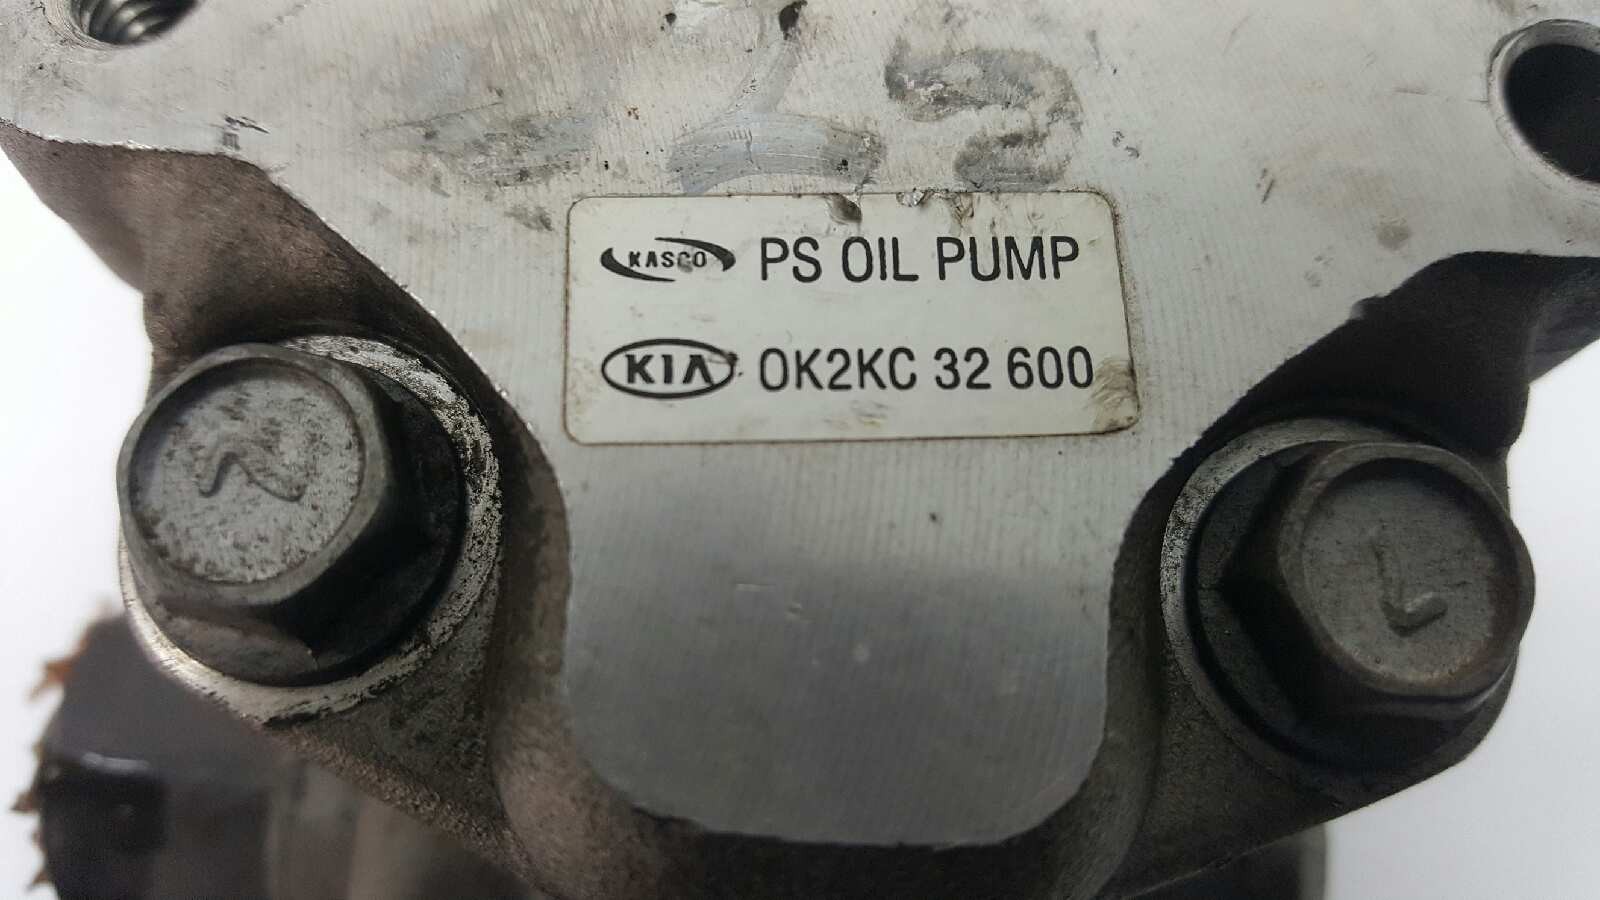 KASCO PS OIL PUMP
KIA 0K2KC 32 600